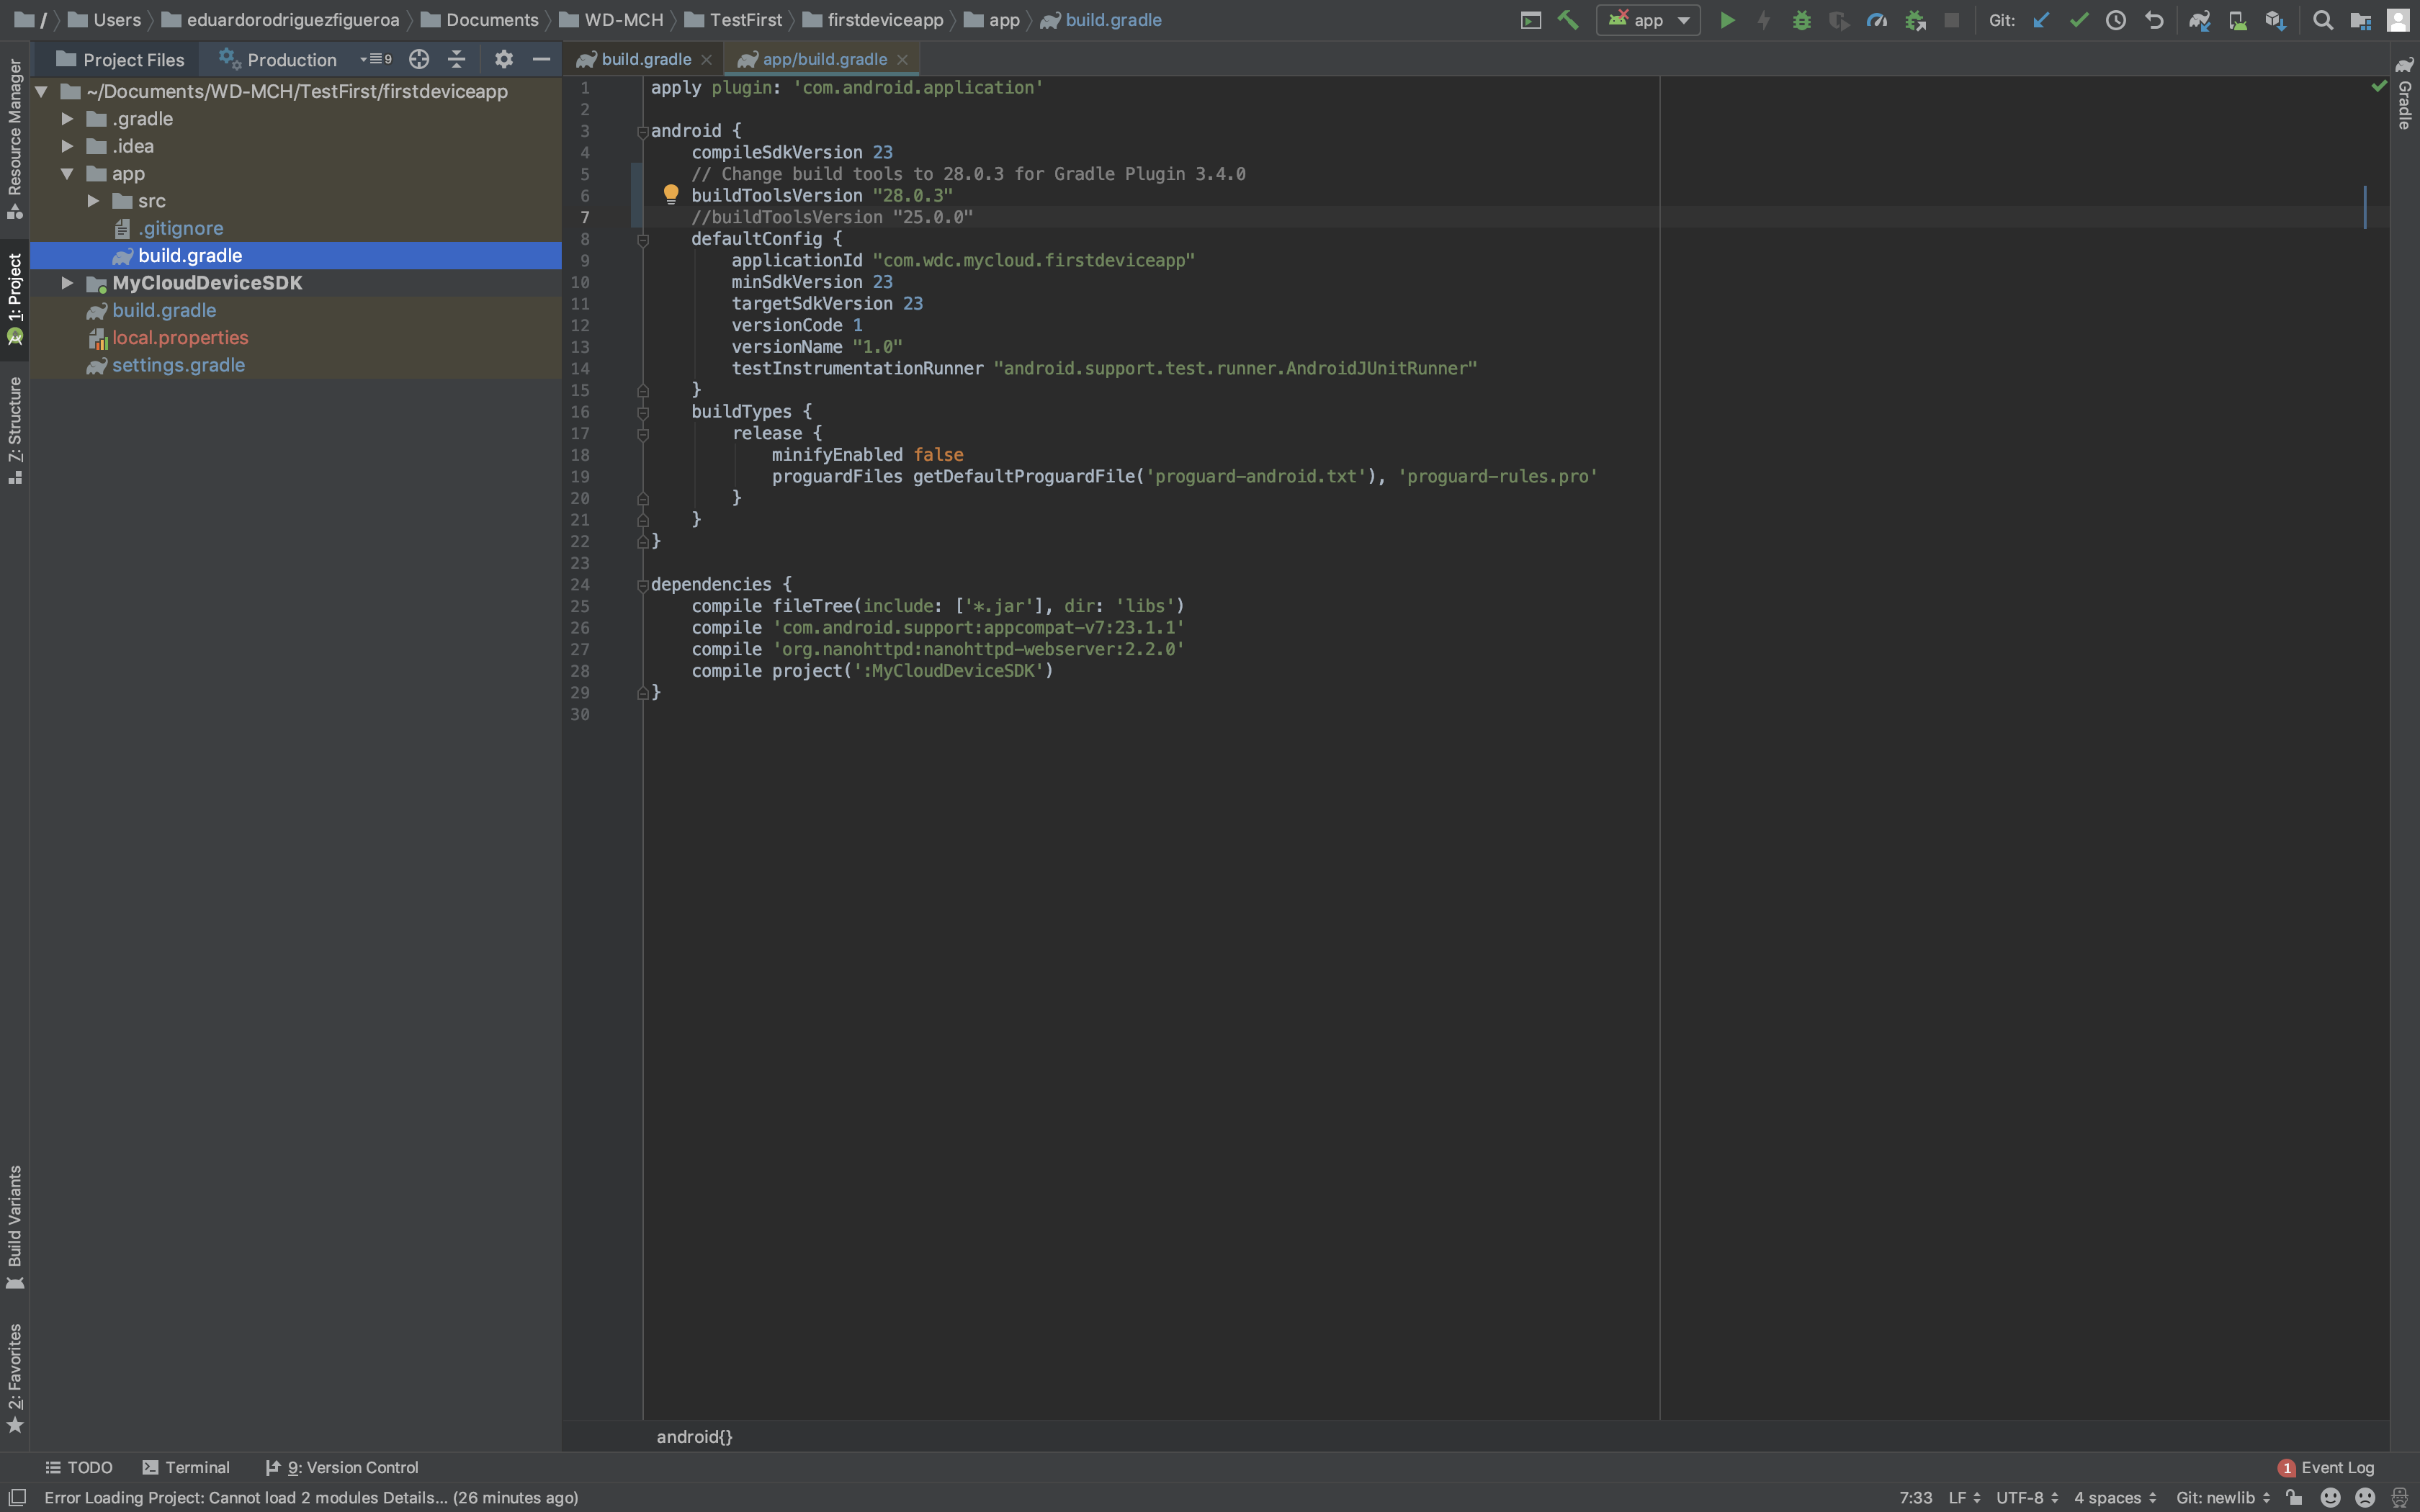 / Users eduardorodriguezfigueroa Documents WD-MCH TestFirst firstdeviceapp app build.gradle
app Git:
Project Files Production 9
build.gradle app/build.gradle
Resource Manager
1: Project
Z: Structure
Build Variants
2: Favorites
Gradle
~/Documents/WD-MCH/TestFirst/firstdeviceapp
.gradle
.idea
app
src
.gitignore
build.gradle
MyCloudDeviceSDK
build.gradle
local.properties
settings.gradle
1 apply plugin: 'com.android.application'
2
3 android {
4 compileSdkVersion 23
5 // Change build tools to 28.0.3 for Gradle Plugin 3.4.0
6 buildToolsVersion "28.0.3"
7 //buildToolsVersion "25.0.0"
8 defaultConfig {
9 applicationId "com.wdc.mycloud.firstdeviceapp"
10 minSdkVersion 23
11 targetSdkVersion 23
12 versionCode 1
13 versionName "1.0"
14 testInstrumentationRunner "android.support.test.runner.AndroidJUnitRunner"
15 }
16 buildTypes {
17 release {
18 minifyEnabled false
19 proguardFiles getDefaultProguardFile('proguard-android.txt'), 'proguard-rules.pro'
20 }
21 }
22 }
23
24 dependencies {
25 compile fileTree(include: ['*.jar'], dir: 'libs')
26 compile 'com.android.support:appcompat-v7:23.1.1'
27 compile 'org.nanohttpd:nanohttpd-webserver:2.2.0'
28 compile project(':MyCloudDeviceSDK')
29 }
30
android{}
TODO Terminal 9: Version Control 1 Event Log
Error Loading Project: Cannot load 2 modules Details... (26 minutes ago) 7:33 LF UTF-8 4 spaces Git: newlib